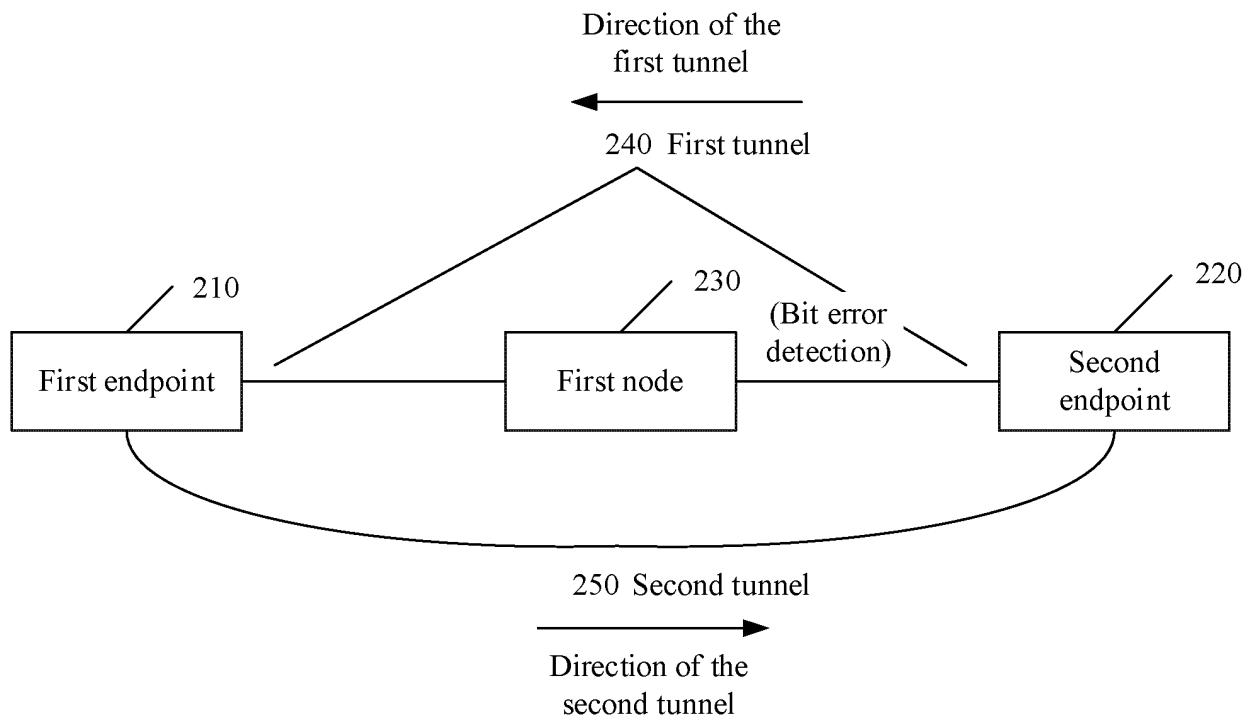 Direction of the
first tunnel
240 First tunnel
210
230
220
(Bit error
detection)
First endpoint
First node
Second
endpoint
250 Second tunnel
Direction of the
second tunnel